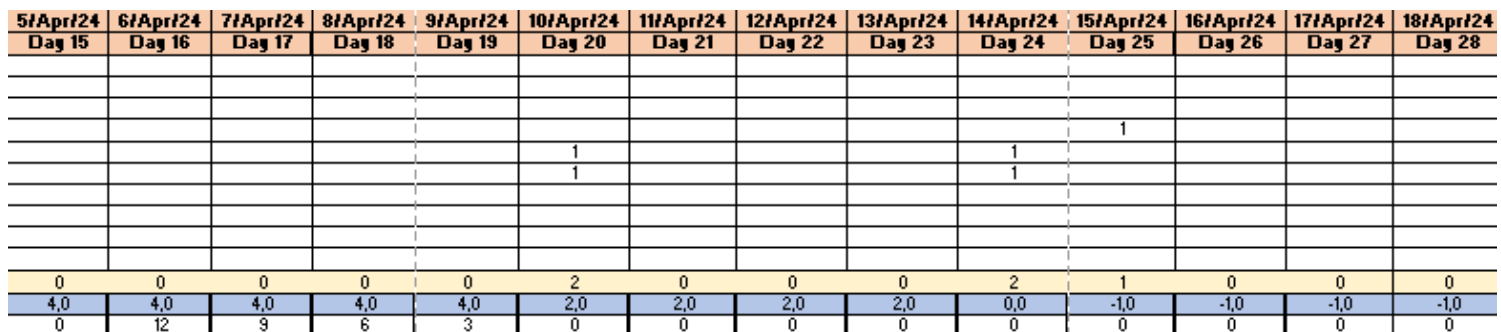 5/Apr/24 6/Apr/24 7/Apr/24 8/Apr/24 9/Apr/24 10/Apr/24 11/Apr/24 12/Apr/24 13/Apr/24 14/Apr/24 15/Apr/24 16/Apr/24 17/Apr/24 18/Apr/24
Day 15 Day 16 Day 17 Day 18 Day 19 Day 20 Day 21 Day 22 Day 23 Day 24 Day 25 Day 26 Day 27 Day 28
1
1 1
1 1
0 0 0 0 0 2 0 0 0 2 1 0 0 0
4,0 4,0 4,0 4,0 4,0 2,0 2,0 2,0 2,0 0,0 -1,0 -1,0 -1,0 -1,0
0 12 9 6 3 0 0 0 0 0 0 0 0 0